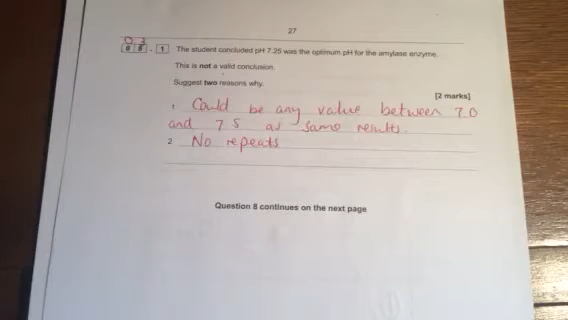 27
0 3
0 8 . 1 The student concluded pH 7.25 was the optimum pH for the amylase enzyme.
This is not a valid conclusion.
Suggest two reasons why.
[2 marks]
1 Could be any value between 7.0
and 7.5 as same results.
2 No repeats
Question 8 continues on the next page